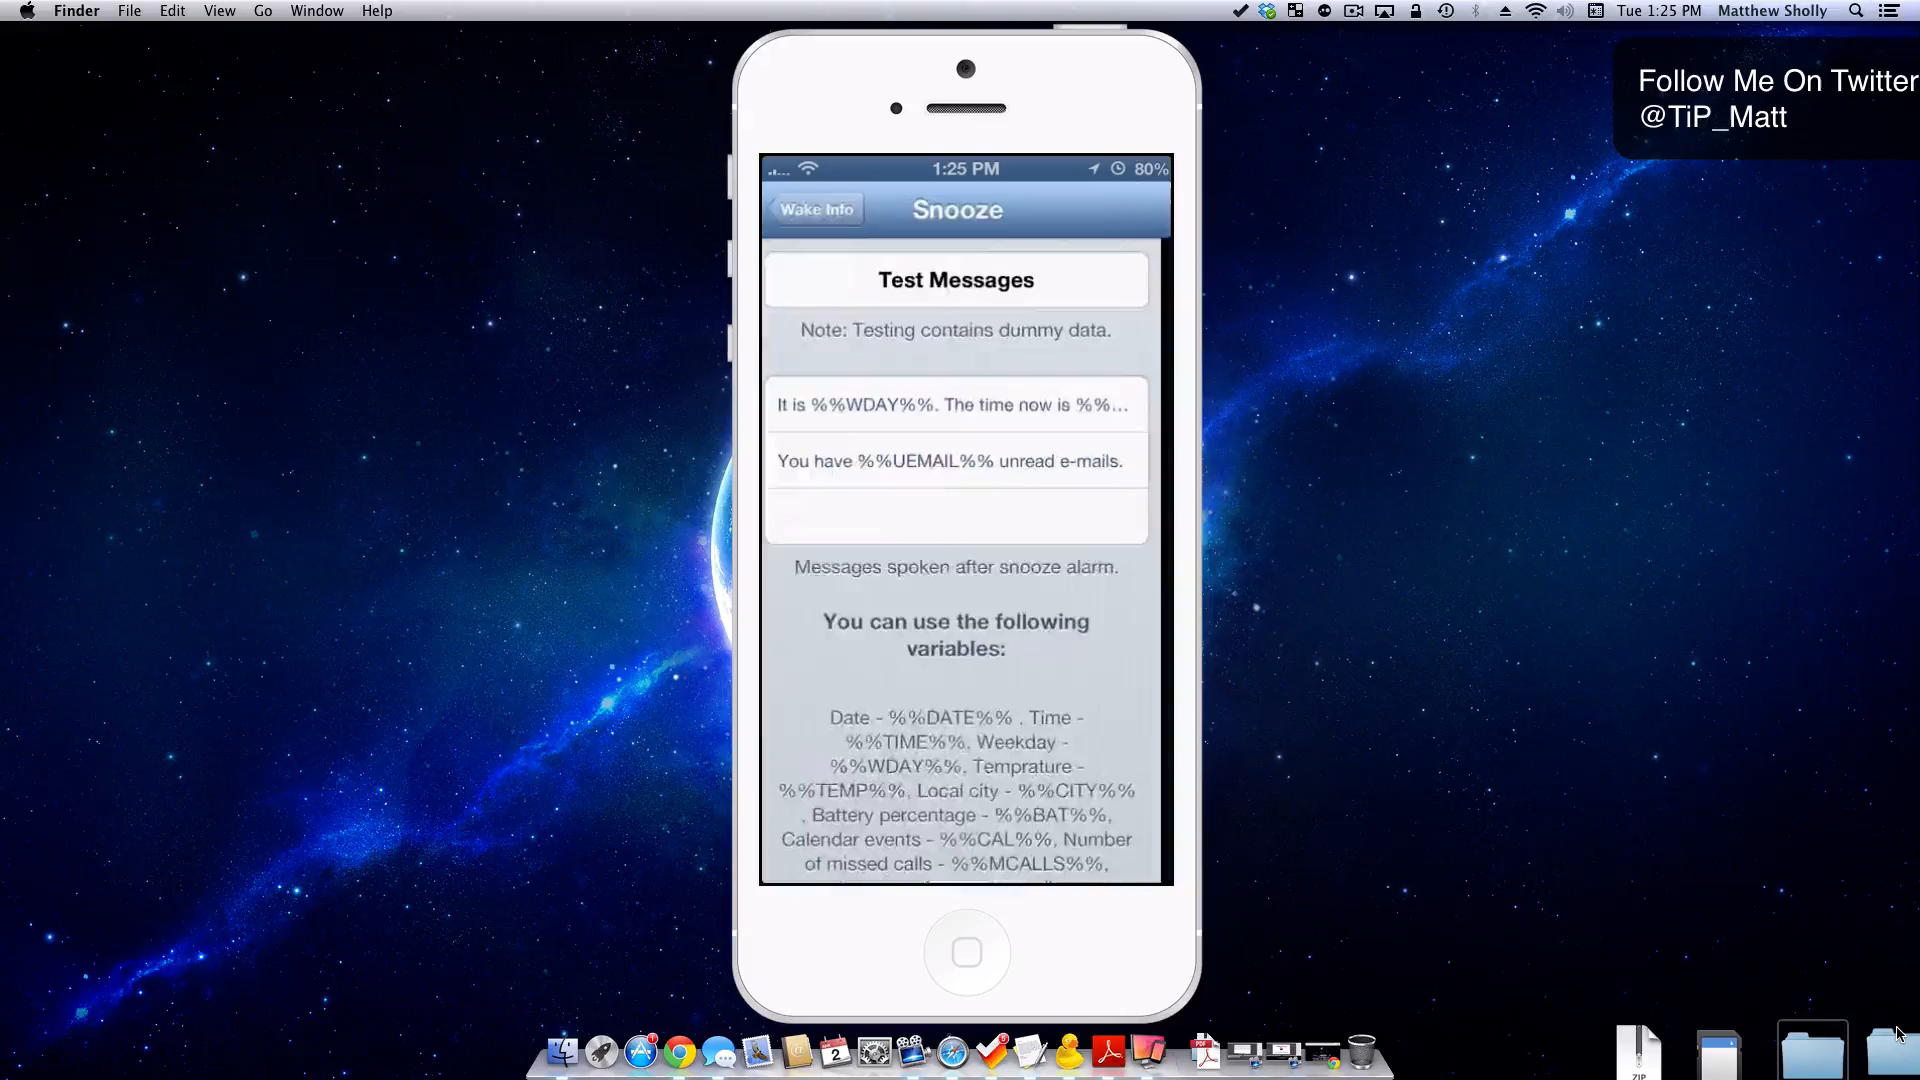 Finder File Edit View Go Window Help
Tue 1:25 PM Matthew Sholly
Follow Me On Twitter
@TiP_Matt
1:25 PM 80%
Wake Info Snooze
Test Messages
Note: Testing contains dummy data.
It is %%WDAY%%. The time now is %%...
You have %%UEMAIL%% unread e-mails.
Messages spoken after snooze alarm.
You can use the following
variables:
Date - %%DATE%% , Time -
%%TIME%%, Weekday -
%%WDAY%%, Temprature -
%%TEMP%%, Local city - %%CITY%%
, Battery percentage - %%BAT%%,
Calendar events - %%CAL%%, Number
of missed calls - %%MCALLS%%,
2
PDF
ZIP